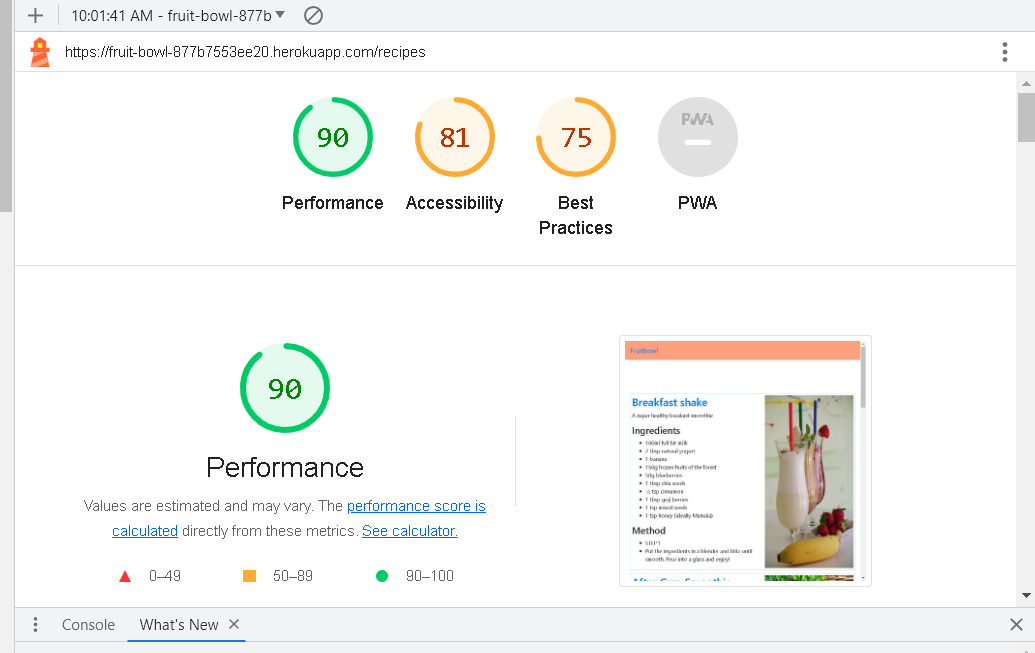 10:01:41 AM - fruit-bowl-877b
https://fruit-bowl-877b7553ee20.herokuapp.com/recipes
90
81
75
PWA
Performance
Accessibility
Best
Practices
PWA
90
Performance
Values are estimated and may vary. The performance score is
calculated directly from these metrics. See calculator.
0–49
50–89
90–100
Fruitbowl
Breakfast shake
A super healthy breakfast smoothie
Ingredients
100ml full fat milk
2 tbsp natural yogurt
1 banana
150g frozen fruits of the forest
50g blueberries
1 tbsp chia seeds
½ tsp cinnamon
1 tbsp goji berries
1 tsp mixed seeds
1 tsp honey (ideally Manuka)
Method
STEP 1
Put the ingredients in a blender and blitz until
smooth. Pour into a glass and enjoy!
After Gym Smoothie
Console
What's New